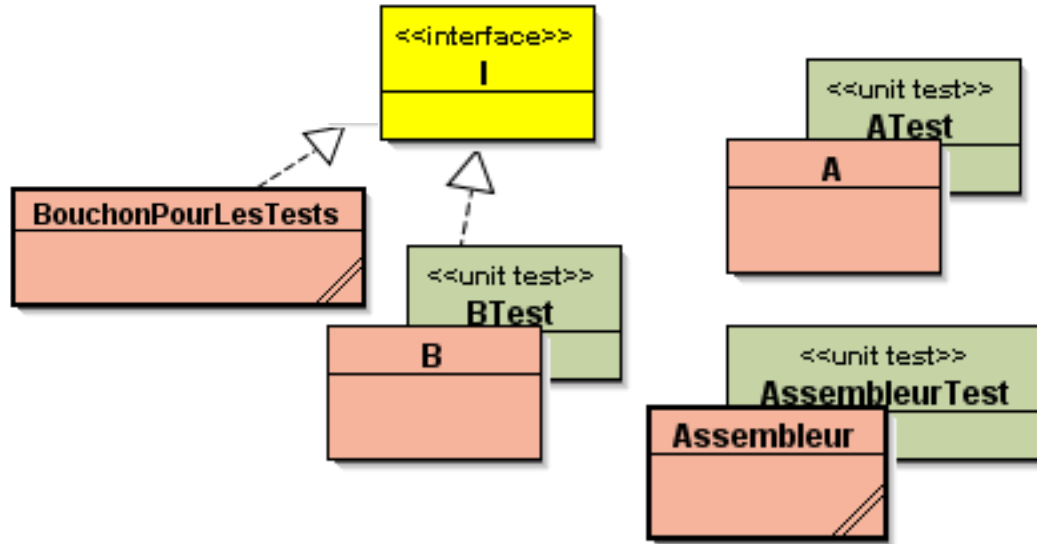 <<interface>>
I
<<unit test>>
ATest
A
BouchonPourLesTests
<<unit test>>
BTest
B
<<unit test>>
AssembleurTest
Assembleur